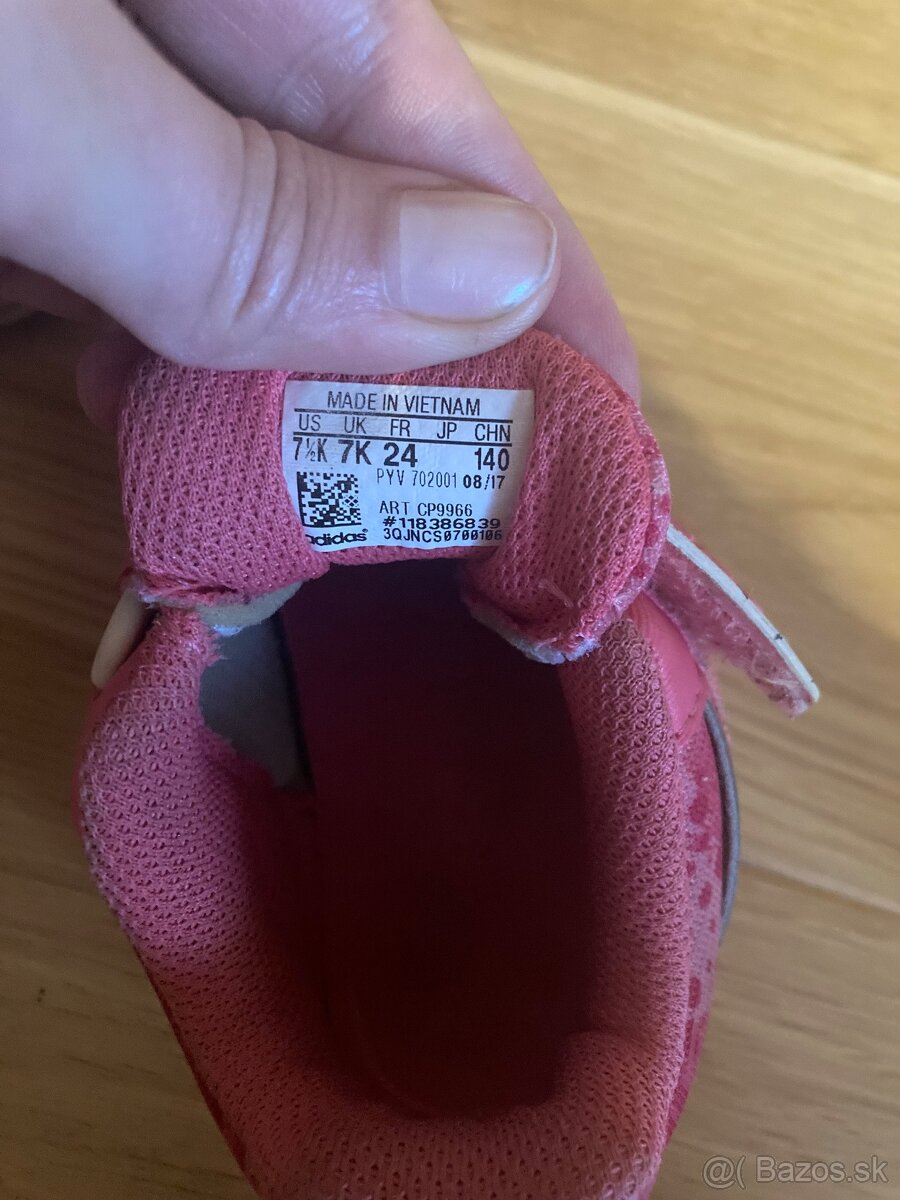 MADE IN VIETNAM
US UK FR JP CHN
7½K 7K 24 140
PYV 702001 08/17
ART CP9966
#118386839
adidas® 3QJNCS0700106
@( Bazos.sk